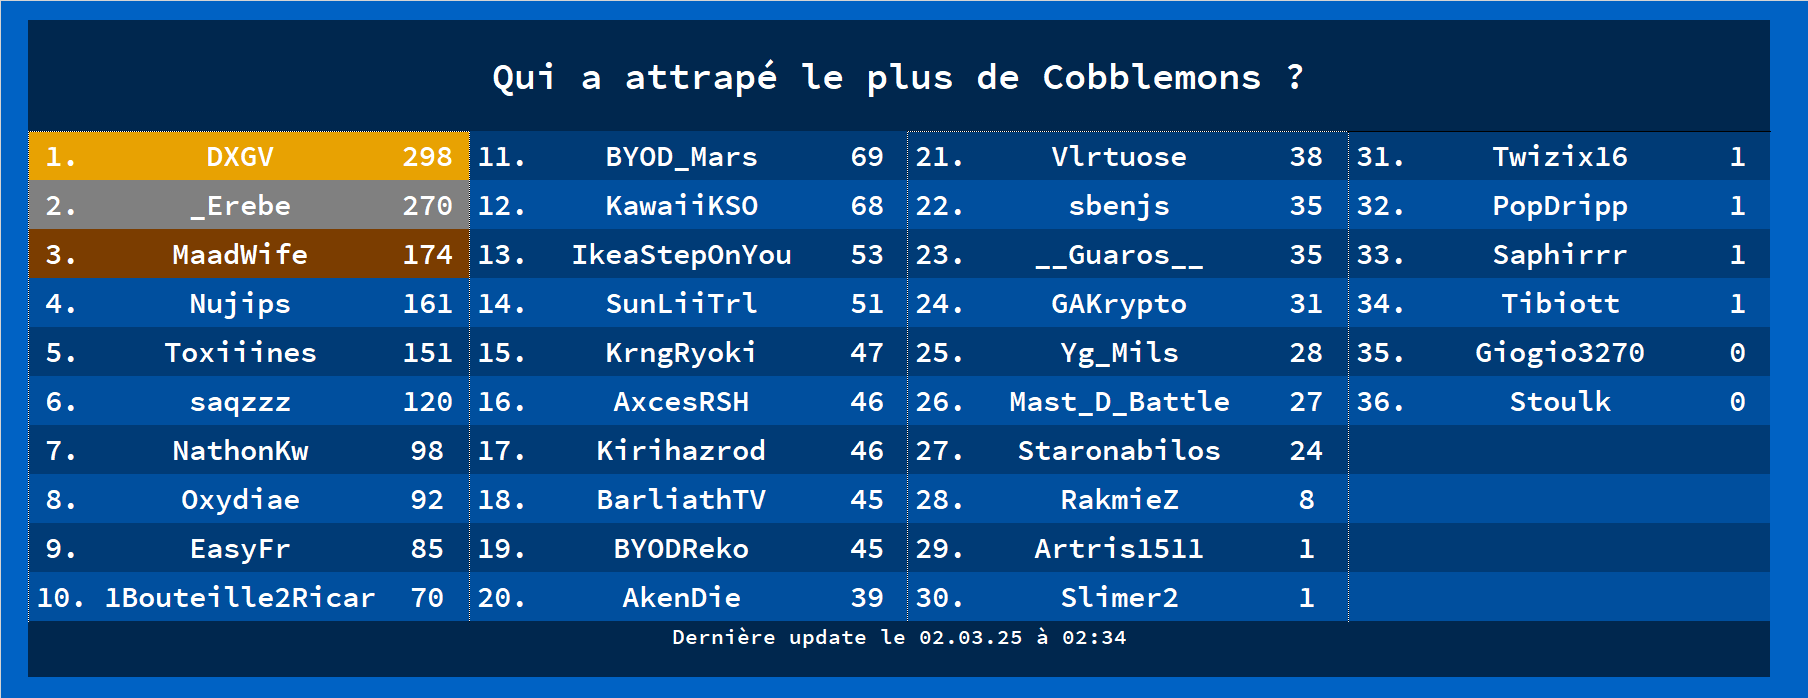 Qui a attrapé le plus de Cobblemons ?
1. DXGV 298 11. BYOD_Mars 69 21. Vlrtuose 38 31. Twizix16 1
2. _Erebe 270 12. KawaiiKSO 68 22. sbenjs 35 32. PopDripp 1
3. MaadWife 174 13. IkeaStepOnYou 53 23. __Guaros__ 35 33. Saphirrr 1
4. Nujips 161 14. SunLiiTrl 51 24. GAKrypto 31 34. Tibiott 1
5. Toxiiines 151 15. KrngRyoki 47 25. Yg_Mils 28 35. Giogio3270 0
6. saqzzz 120 16. AxcesRSH 46 26. Mast_D_Battle 27 36. Stoulk 0
7. NathonKw 98 17. Kirihazrod 46 27. Staronabilos 24
8. Oxydiae 92 18. BarliathTV 45 28. RakmieZ 8
9. EasyFr 85 19. BYODReko 45 29. Artris1511 1
10. 1Bouteille2Ricar 70 20. AkenDie 39 30. Slimer2 1
Dernière update le 02.03.25 à 02:34